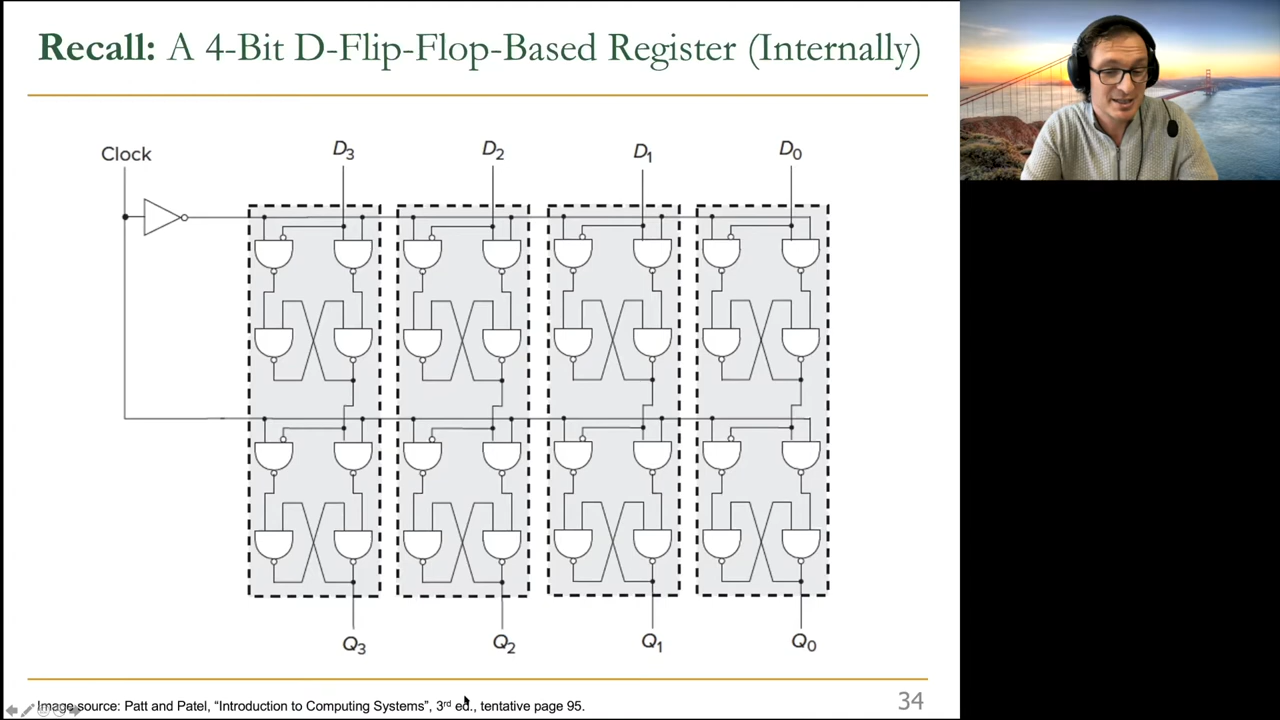 Recall: A 4-Bit D-Flip-Flop-Based Register (Internally)
Clock
D3
D2
D1
D0
Q3
Q2
Q1
Q0
Image source: Patt and Patel, “Introduction to Computing Systems”, 3rd ed., tentative page 95.
34